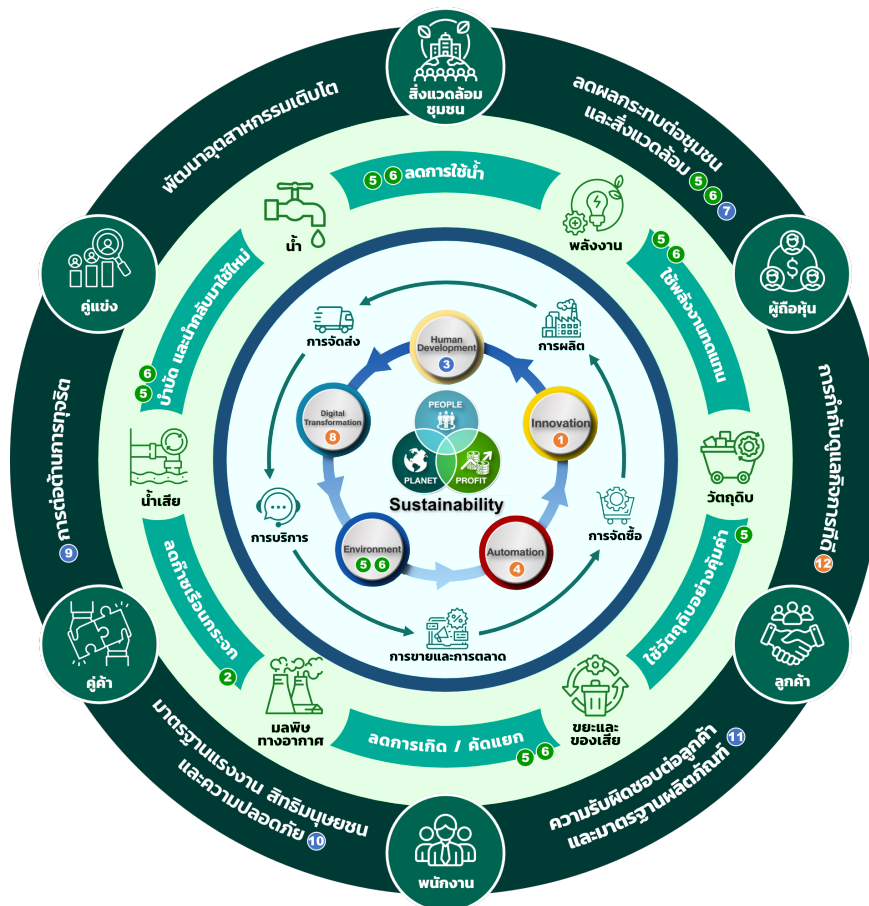 สิ่งแวดล้อม
ชุมชน
ลดผลกระทบต่อชุมชน
และสิ่งแวดล้อม 5 6 7
ผู้ถือหุ้น
การกำกับดูแลกิจการที่ดี 12
ลูกค้า
ความรับผิดชอบต่อลูกค้า
และมาตรฐานผลิตภัณฑ์ 11
พนักงาน
มาตรฐานแรงงาน สิทธิมนุษยชน
และความปลอดภัย 10
คู่ค้า
9 การต่อต้านการทุจริต
คู่แข่ง
พัฒนาอุตสาหกรรมเติบโต
น้ำ
5 6 ลดการใช้น้ำ
พลังงาน
5 6 ใช้พลังงานทดแทน
วัตถุดิบ
ใช้วัตถุดิบอย่างคุ้มค่า 5
ขยะและ
ของเสีย
ลดการเกิด / คัดแยก 5 6
มลพิษ
ทางอากาศ
ลดก๊าซเรือนกระจก 2
น้ำเสีย
5 6 บำบัด และนำกลับมาใช้ใหม่
การจัดส่ง
การผลิต
การจัดซื้อ
การขายและการตลาด
การบริการ
Human
Development
3
Innovation
1
Automation
4
Environment
5 6
Digital
Transformation
8
PEOPLE
PLANET
PROFIT
Sustainability